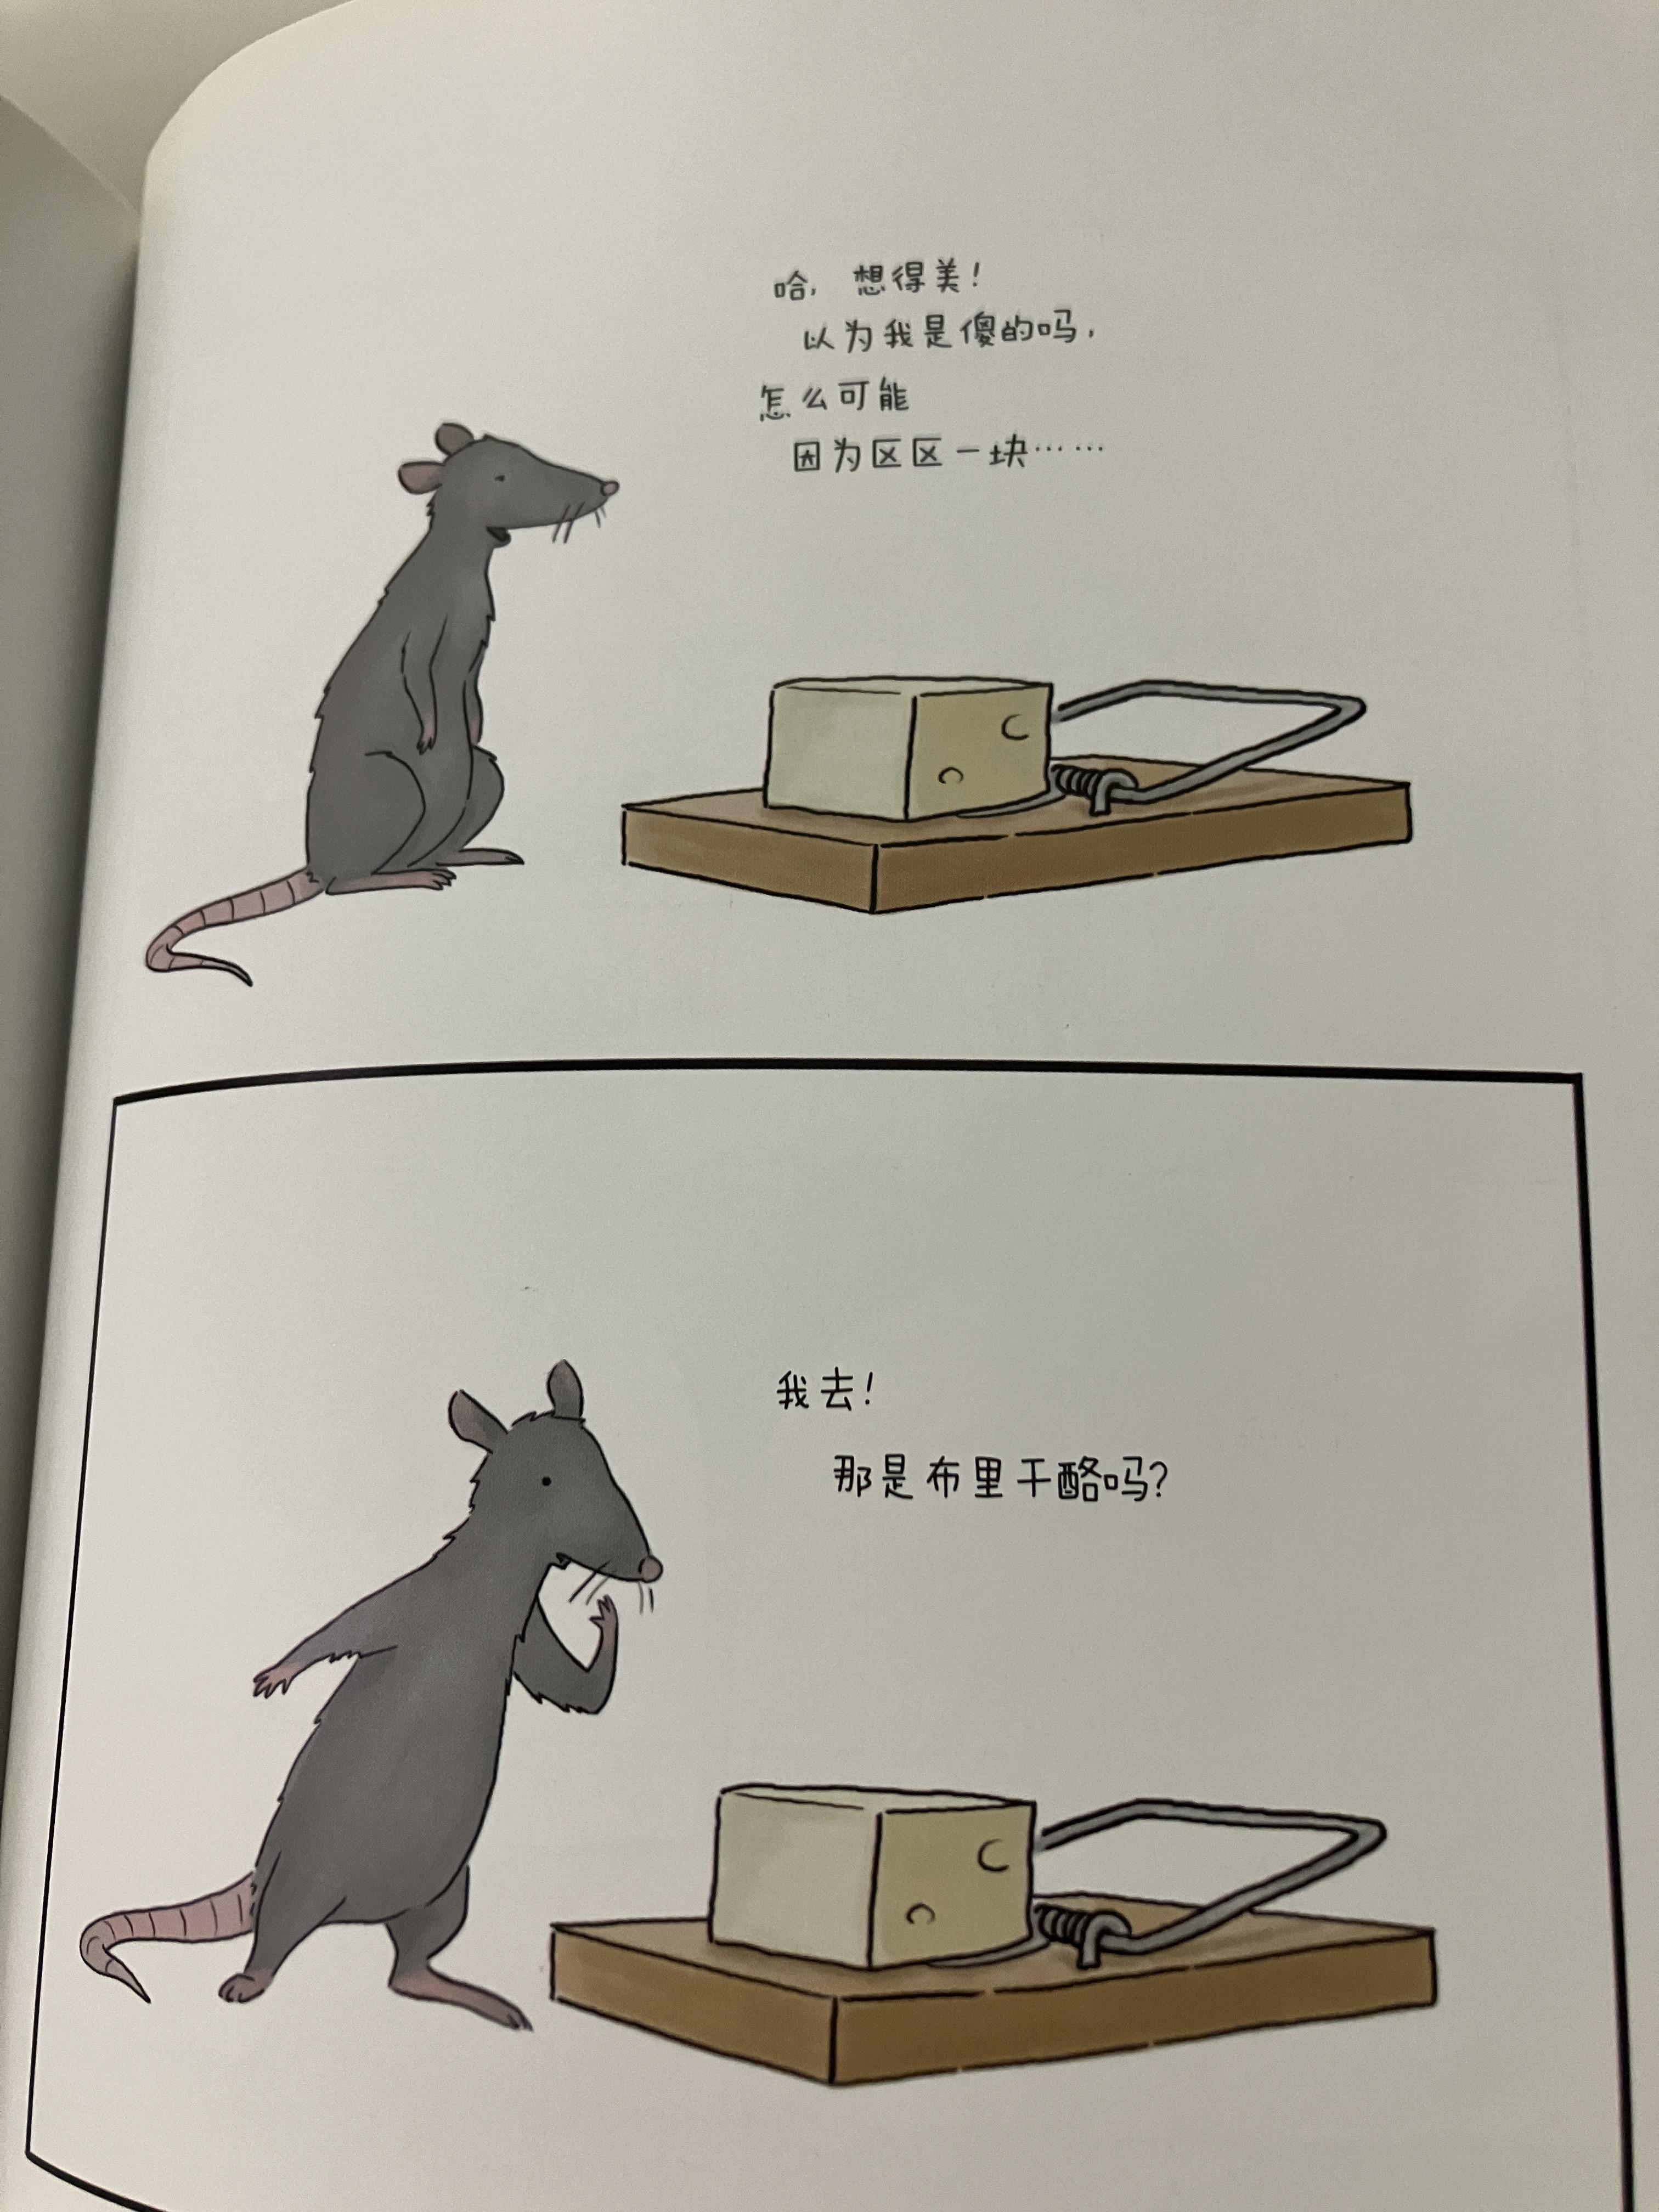 哈，想得美！
以为我是傻的吗，
怎么可能
因为区区一块……
我去！
那是布里干酪吗？